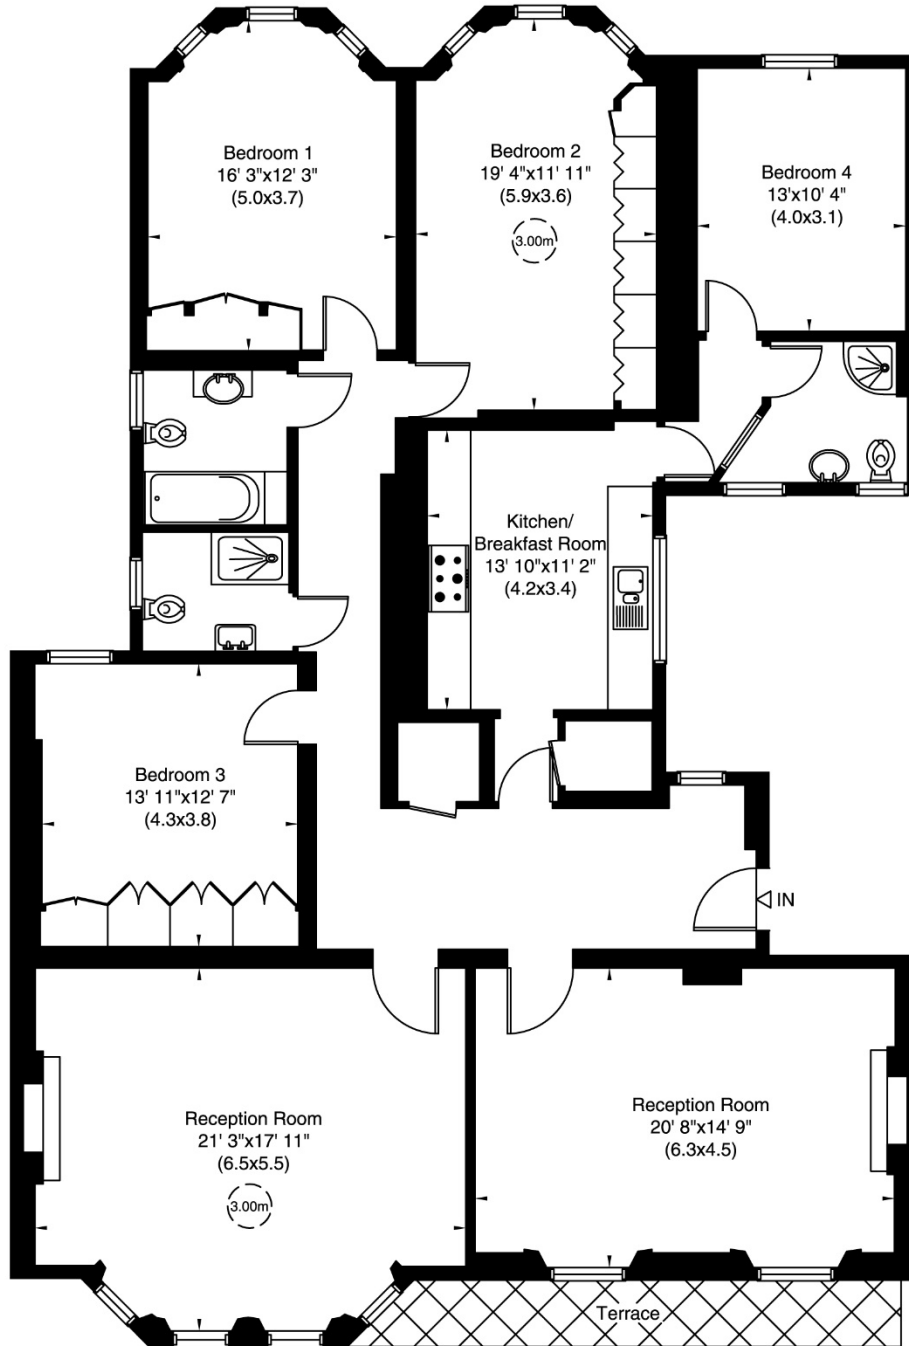 Bedroom 1
16' 3"x12' 3"
(5.0x3.7)
Bedroom 2
19' 4"x11' 11"
(5.9x3.6)
3.00m
Bedroom 4
13'x10' 4"
(4.0x3.1)
Kitchen/
Breakfast Room
13' 10"x11' 2"
(4.2x3.4)
Bedroom 3
13' 11"x12' 7"
(4.3x3.8)
IN
Reception Room
21' 3"x17' 11"
(6.5x5.5)
3.00m
Reception Room
20' 8"x14' 9"
(6.3x4.5)
Terrace